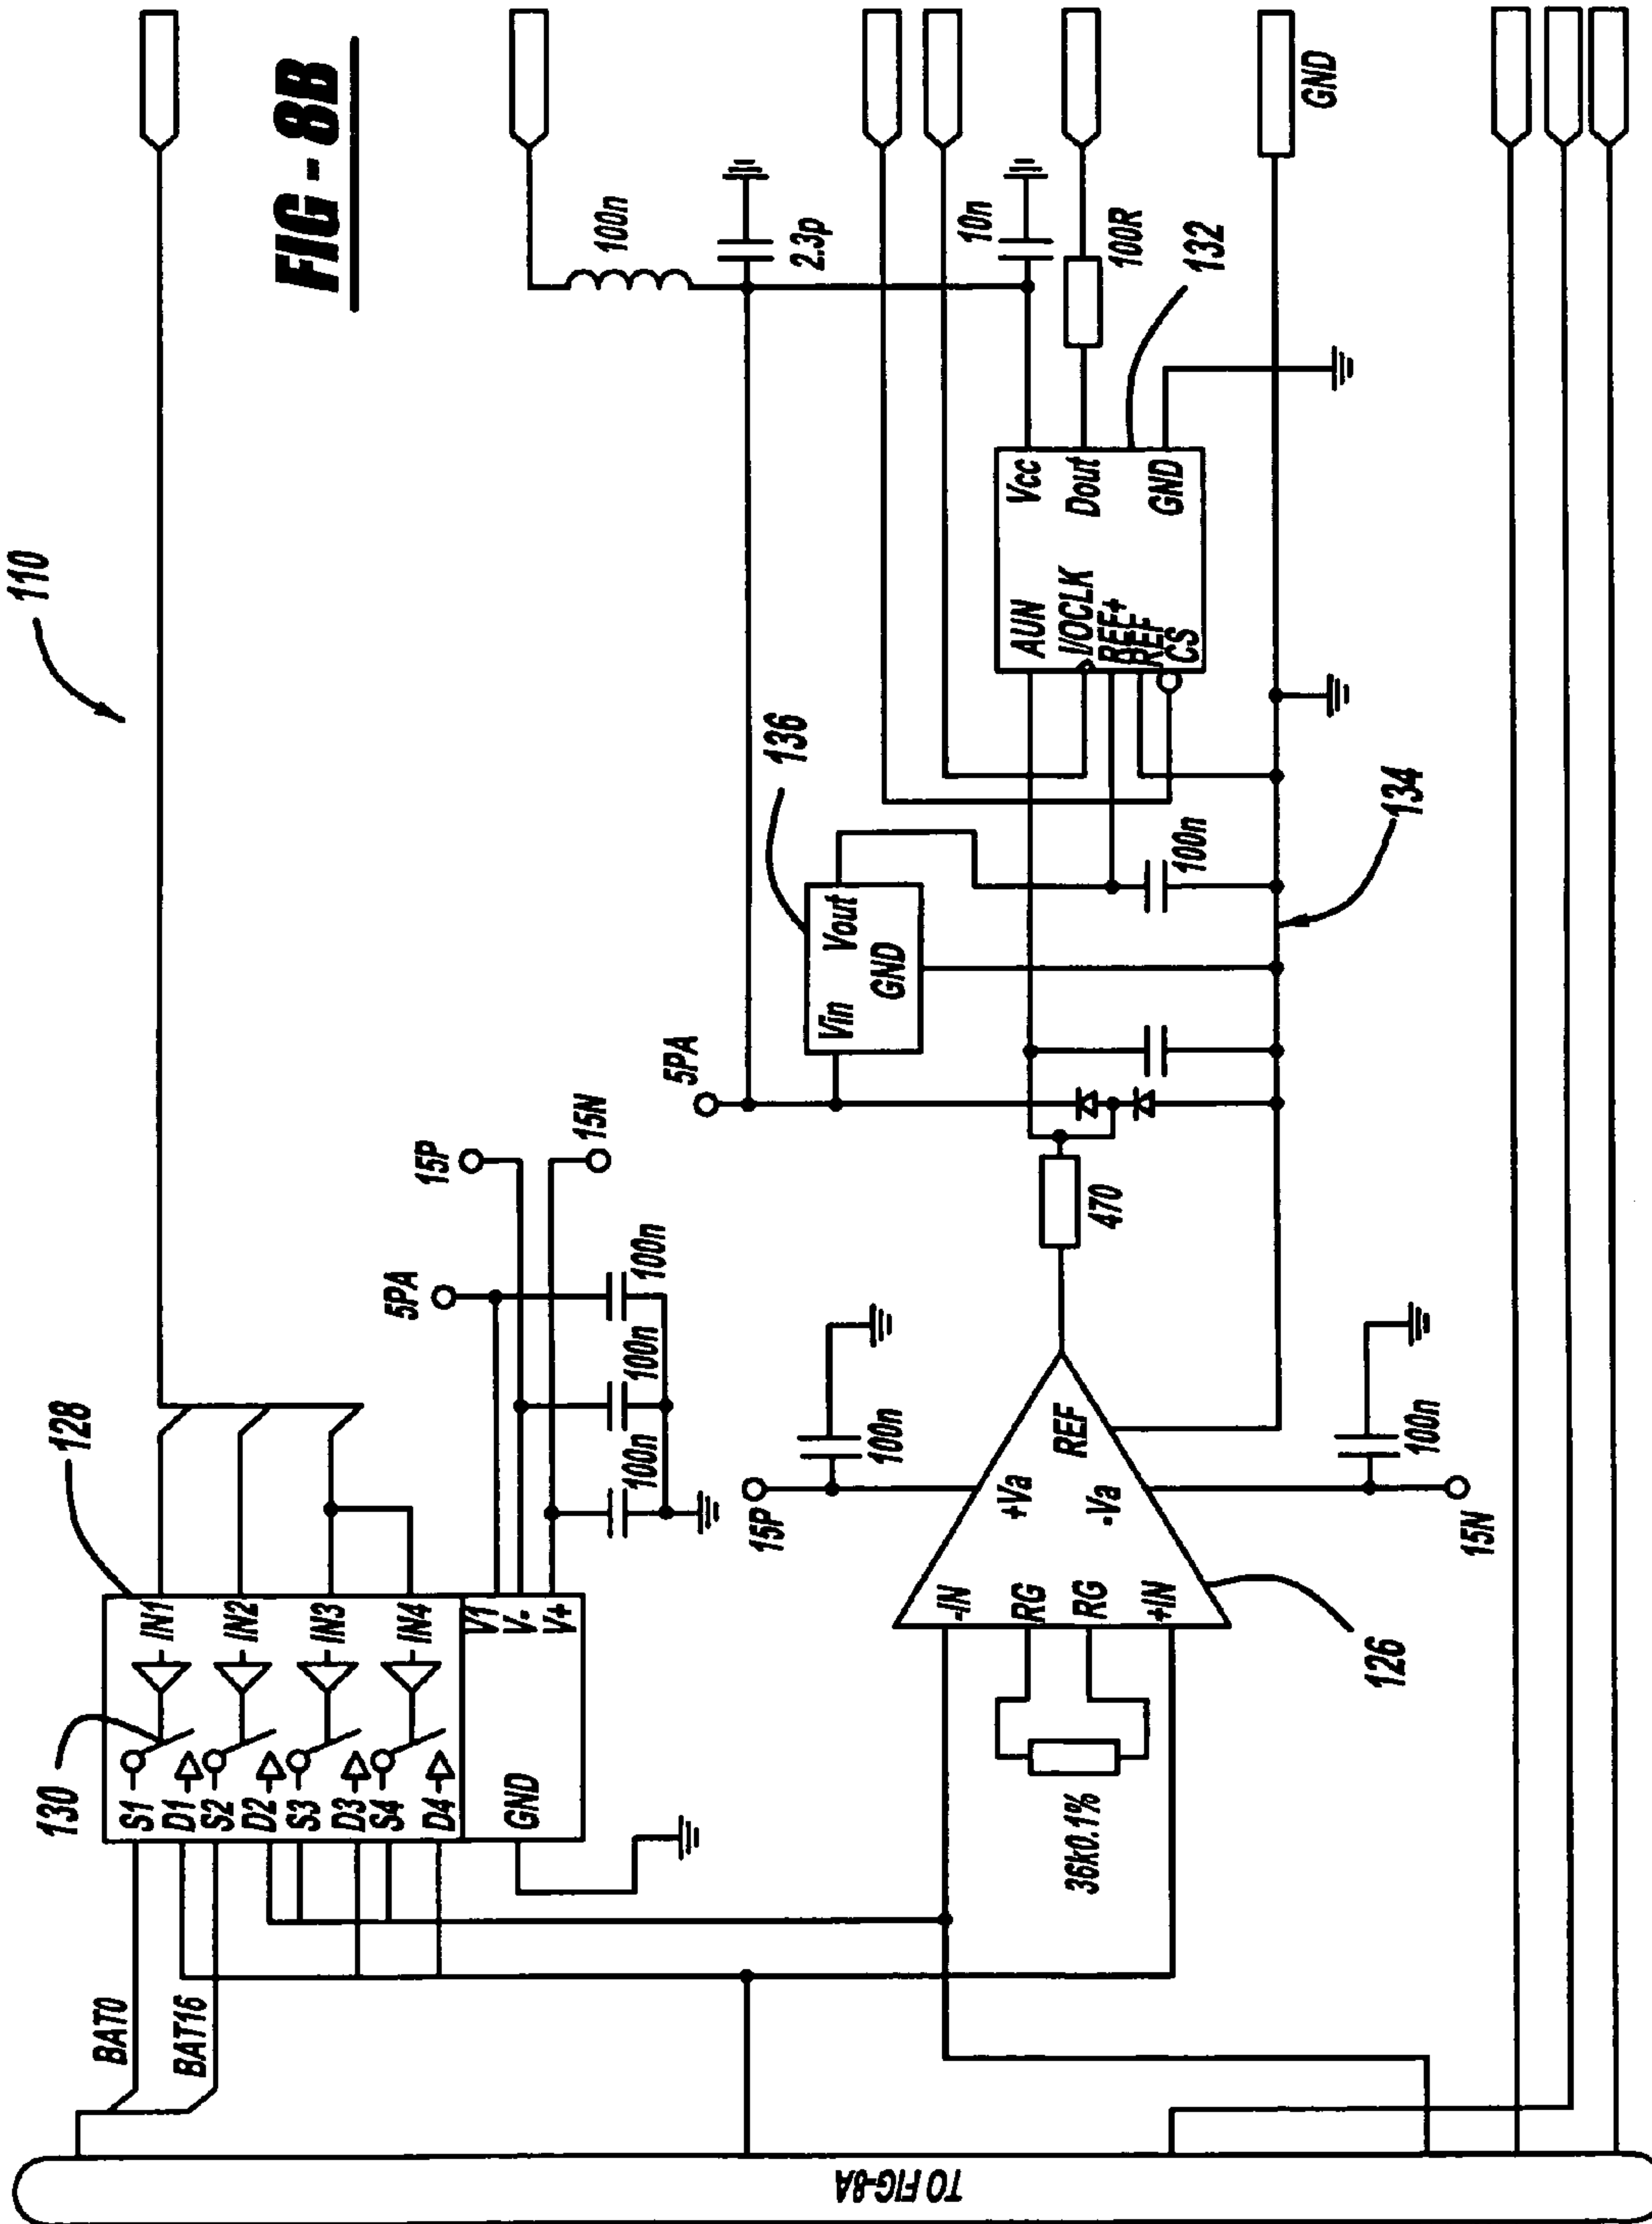 FIG - 8B
110
128
130
S1
D1
S2
D2
S3
D3
S4
D4
IN1
IN2
IN3
IN4
V1
V-
V+
GND
BAT0
BAT16
5PA
15P
15N
100n
100n
100n
100n
2.3p
10n
100R
132
Vcc
Dout
GND
AUN
I/OCLK
REF+
REF-
CS
GND
136
Vin
Vout
GND
5PA
100n
134
470
15P
100n
+Va
REF
-Va
-IN
RG
RG
+IN
100n
15N
126
36k0.1%
TO FIG-8A